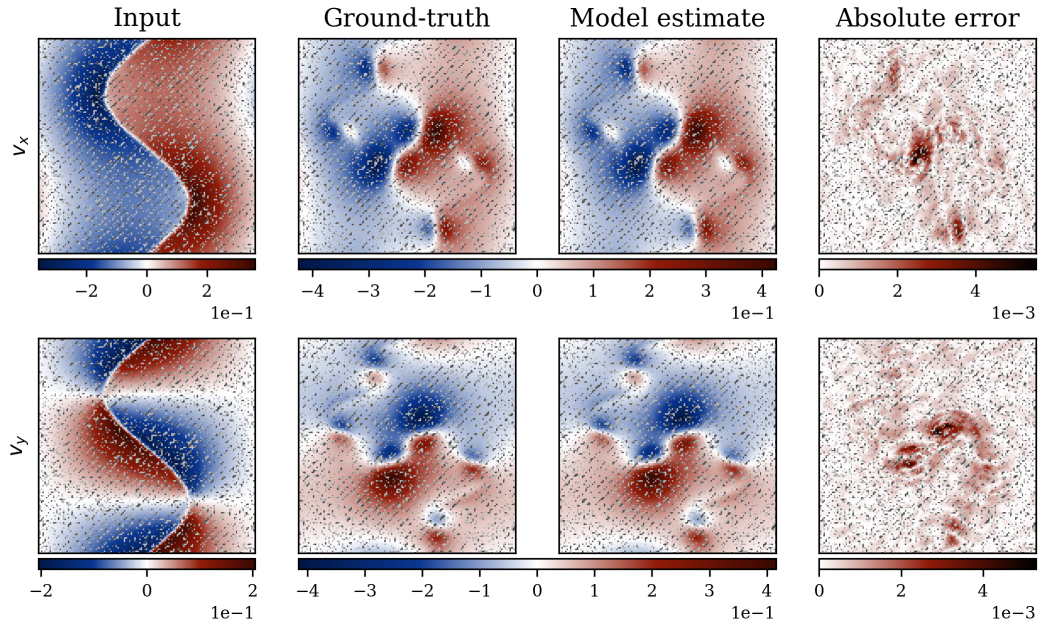 Input Ground-truth Model estimate Absolute error
v_x
−2 0 2 −4 −3 −2 −1 0 1 2 3 4 0 2 4
1e−1 1e−1 1e−3
v_y
−2 0 2 −4 −3 −2 −1 0 1 2 3 4 0 2 4
1e−1 1e−1 1e−3